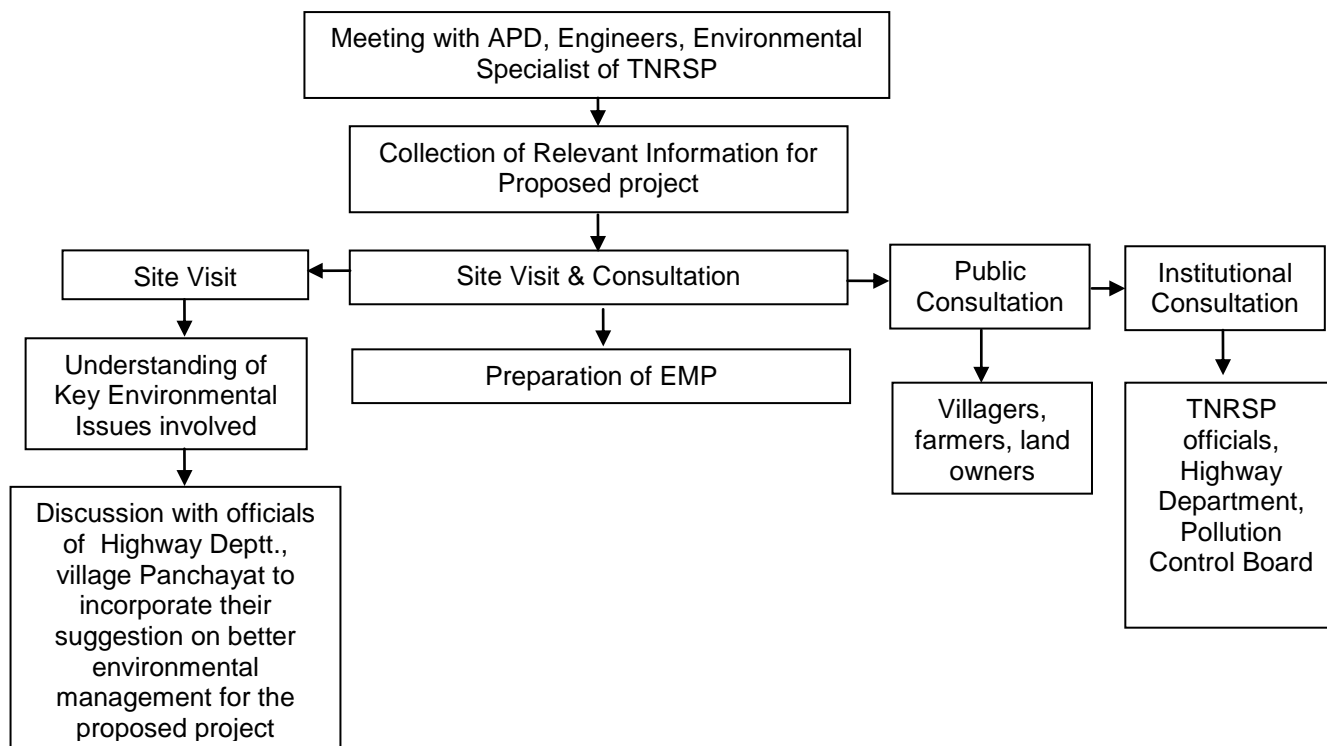 Meeting with APD, Engineers, Environmental
Specialist of TNRSP
Collection of Relevant Information for
Proposed project
Site Visit
Site Visit & Consultation
Public
Consultation
Institutional
Consultation
Understanding of
Key Environmental
Issues involved
Preparation of EMP
Villagers,
farmers, land
owners
TNRSP
officials,
Highway
Department,
Pollution
Control Board
Discussion with officials
of Highway Deptt.,
village Panchayat to
incorporate their
suggestion on better
environmental
management for the
proposed project